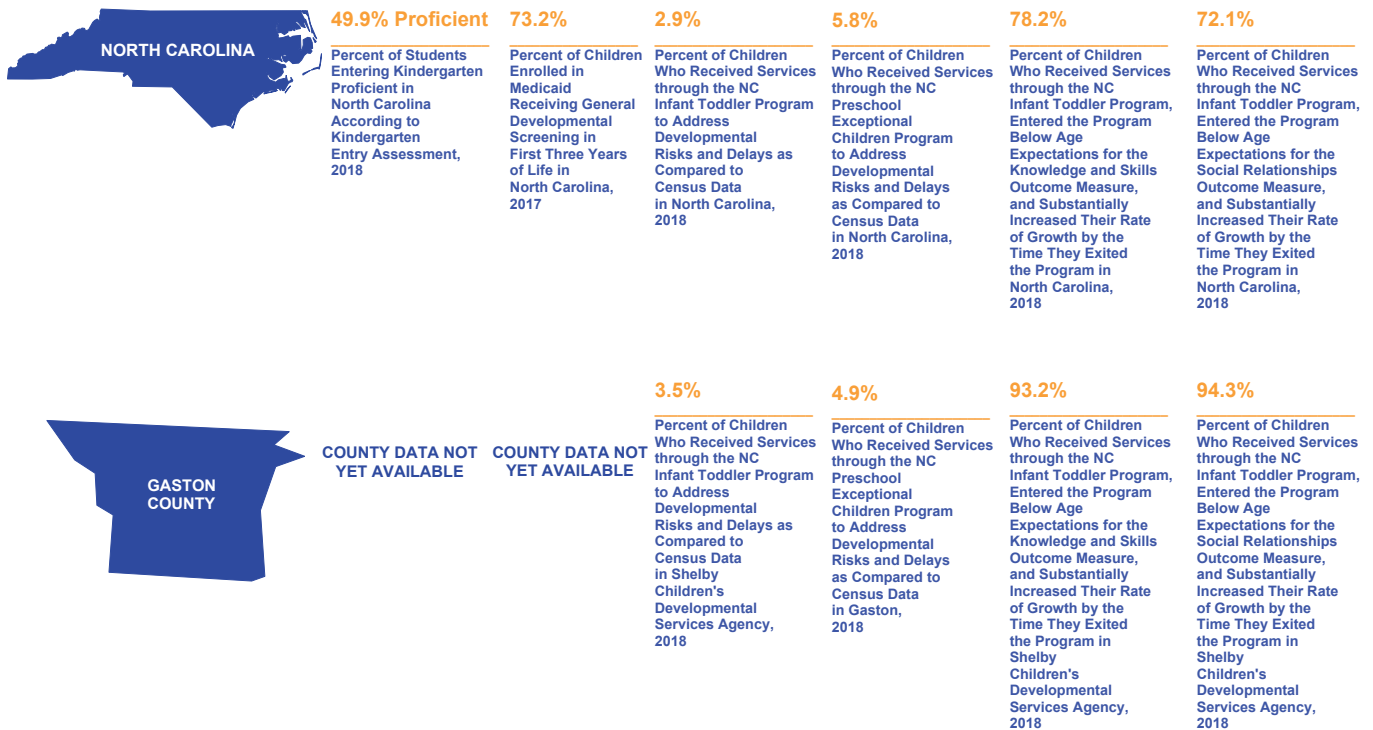 NORTH CAROLINA
49.9% Proficient
Percent of Students
Entering Kindergarten
Proficient in
North Carolina
According to
Kindergarten
Entry Assessment,
2018
73.2%
Percent of Children
Enrolled in
Medicaid
Receiving General
Developmental
Screening in
First Three Years
of Life in
North Carolina,
2017
2.9%
Percent of Children
Who Received Services
through the NC
Infant Toddler Program
to Address
Developmental
Risks and Delays as
Compared to
Census Data
in North Carolina,
2018
5.8%
Percent of Children
Who Received Services
through the NC
Preschool
Exceptional
Children Program
to Address
Developmental
Risks and Delays
as Compared to
Census Data
in North Carolina,
2018
78.2%
Percent of Children
Who Received Services
through the NC
Infant Toddler Program,
Entered the Program
Below Age
Expectations for the
Knowledge and Skills
Outcome Measure,
and Substantially
Increased Their Rate
of Growth by the
Time They Exited
the Program in
North Carolina,
2018
72.1%
Percent of Children
Who Received Services
through the NC
Infant Toddler Program,
Entered the Program
Below Age
Expectations for the
Social Relationships
Outcome Measure,
and Substantially
Increased Their Rate
of Growth by the
Time They Exited
the Program in
North Carolina,
2018
GASTON
COUNTY
COUNTY DATA NOT
YET AVAILABLE
COUNTY DATA NOT
YET AVAILABLE
3.5%
Percent of Children
Who Received Services
through the NC
Infant Toddler Program
to Address
Developmental
Risks and Delays as
Compared to
Census Data
in Shelby
Children's
Developmental
Services Agency,
2018
4.9%
Percent of Children
Who Received Services
through the NC
Preschool
Exceptional
Children Program
to Address
Developmental
Risks and Delays
as Compared to
Census Data
in Gaston,
2018
93.2%
Percent of Children
Who Received Services
through the NC
Infant Toddler Program,
Entered the Program
Below Age
Expectations for the
Knowledge and Skills
Outcome Measure,
and Substantially
Increased Their Rate
of Growth by the
Time They Exited
the Program in
Shelby
Children's
Developmental
Services Agency,
2018
94.3%
Percent of Children
Who Received Services
through the NC
Infant Toddler Program,
Entered the Program
Below Age
Expectations for the
Social Relationships
Outcome Measure,
and Substantially
Increased Their Rate
of Growth by the
Time They Exited
the Program in
Shelby
Children's
Developmental
Services Agency,
2018